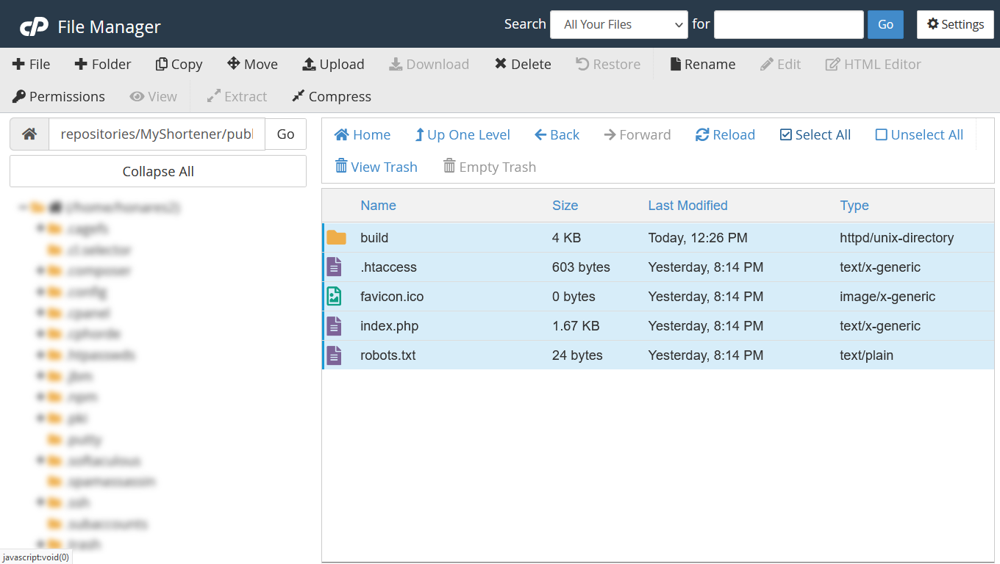 cP File Manager
Search All Your Files for Go Settings
File Folder Copy Move Upload Download Delete Restore Rename Edit HTML Editor
Permissions View Extract Compress
repositories/MyShortener/publ Go
Collapse All
Home Up One Level Back Forward Reload Select All Unselect All
View Trash Empty Trash
Name Size Last Modified Type
build 4 KB Today, 12:26 PM httpd/unix-directory
.htaccess 603 bytes Yesterday, 8:14 PM text/x-generic
favicon.ico 0 bytes Yesterday, 8:14 PM image/x-generic
index.php 1.67 KB Yesterday, 8:14 PM text/x-generic
robots.txt 24 bytes Yesterday, 8:14 PM text/plain
.cagefs
.cl.selector
.composer
.config
.cpanel
.cphorde
.htpasswds
.npm
.pki
.putty
.softaculous
.spamassassin
.ssh
.subaccounts
.trash
javascript:void(0)